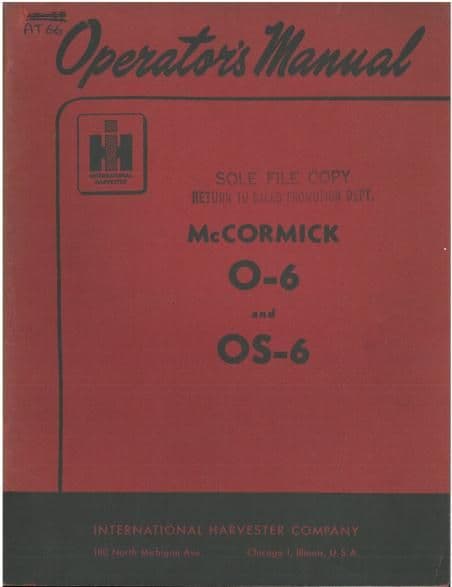 AT 66
Operator's Manual
IH
INTERNATIONAL
HARVESTER
SOLE FILE COPY
RETURN TO SALES PROMOTION DEPT.
McCORMICK
O-6
and
OS-6
INTERNATIONAL HARVESTER COMPANY
180 North Michigan Ave.
Chicago 1, Illinois, U.S.A.